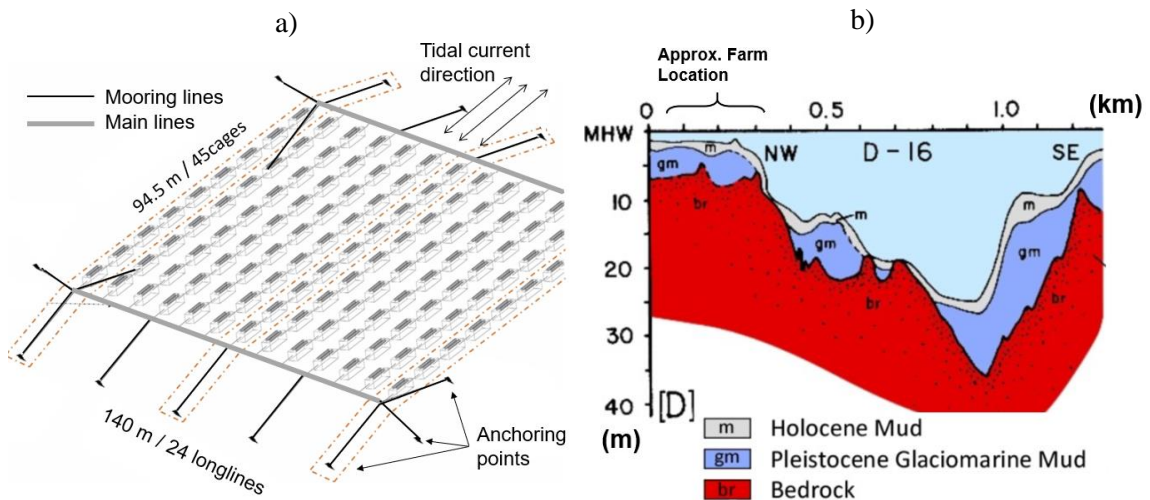 a)
Tidal current
direction
Mooring lines
Main lines
94.5 m / 45cages
140 m / 24 longlines
Anchoring
points
b)
Approx. Farm
Location
(km)
0
0.5
1.0
MHW
m
NW
D-16
SE
gm
10
br
m
m
gm
gm
20
br
br
30
40
[D]
(m)
m Holocene Mud
gm Pleistocene Glaciomarine Mud
br Bedrock